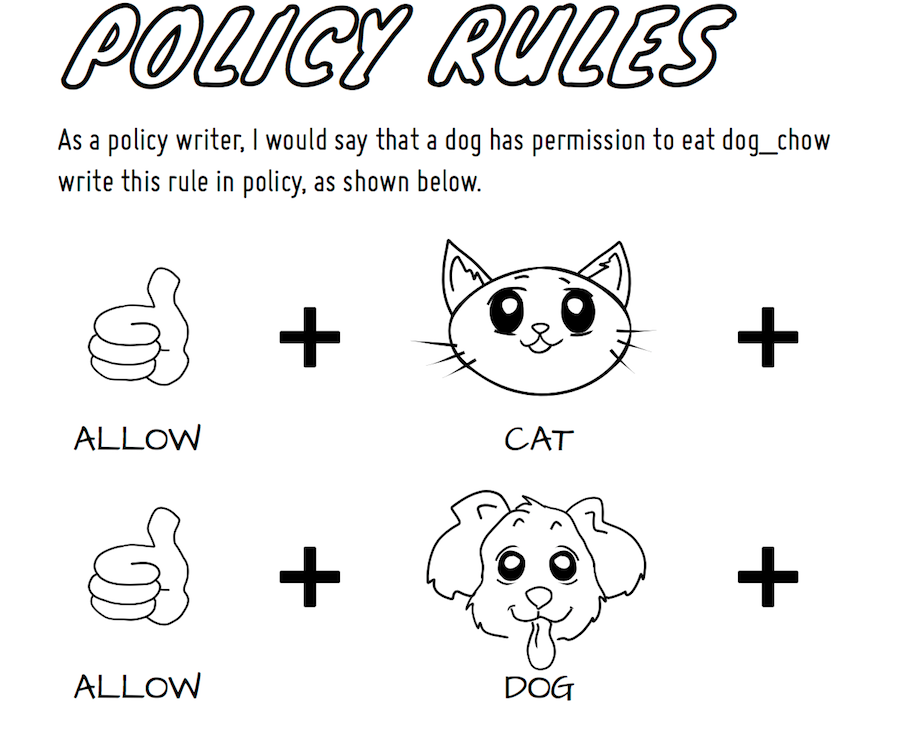 POLICY RULES
As a policy writer, I would say that a dog has permission to eat dog_chow
write this rule in policy, as shown below.
+ +
ALLOW CAT
+ +
ALLOW DOG